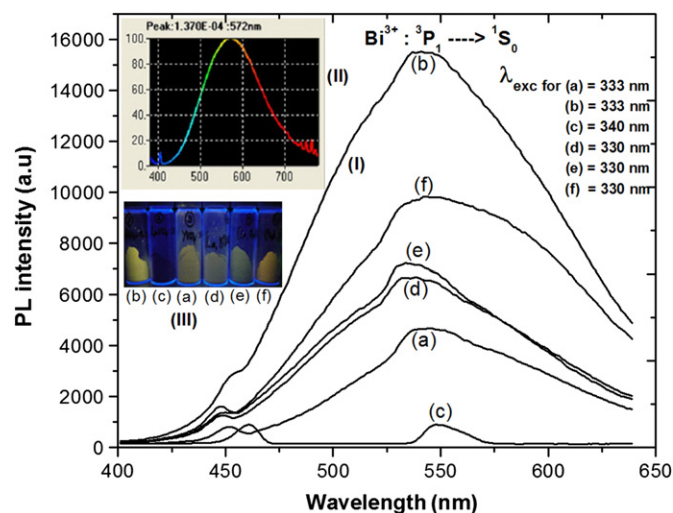 Peak:1.370E-04 :572nm
100.
80.
60.
40.
20.
0.
400 500 600 700
(II)
Bi³⁺ : ³P₁ ----> ¹S₀
λexc for (a) = 333 nm
(b) = 333 nm
(c) = 340 nm
(d) = 330 nm
(e) = 330 nm
(f) = 330 nm
(I)
(b)
(f)
(e)
(d)
(a)
(c)
(b) (c) (a) (d) (e) (f)
(III)
PL intensity (a.u)
16000
14000
12000
10000
8000
6000
4000
2000
0
400 450 500 550 600 650
Wavelength (nm)